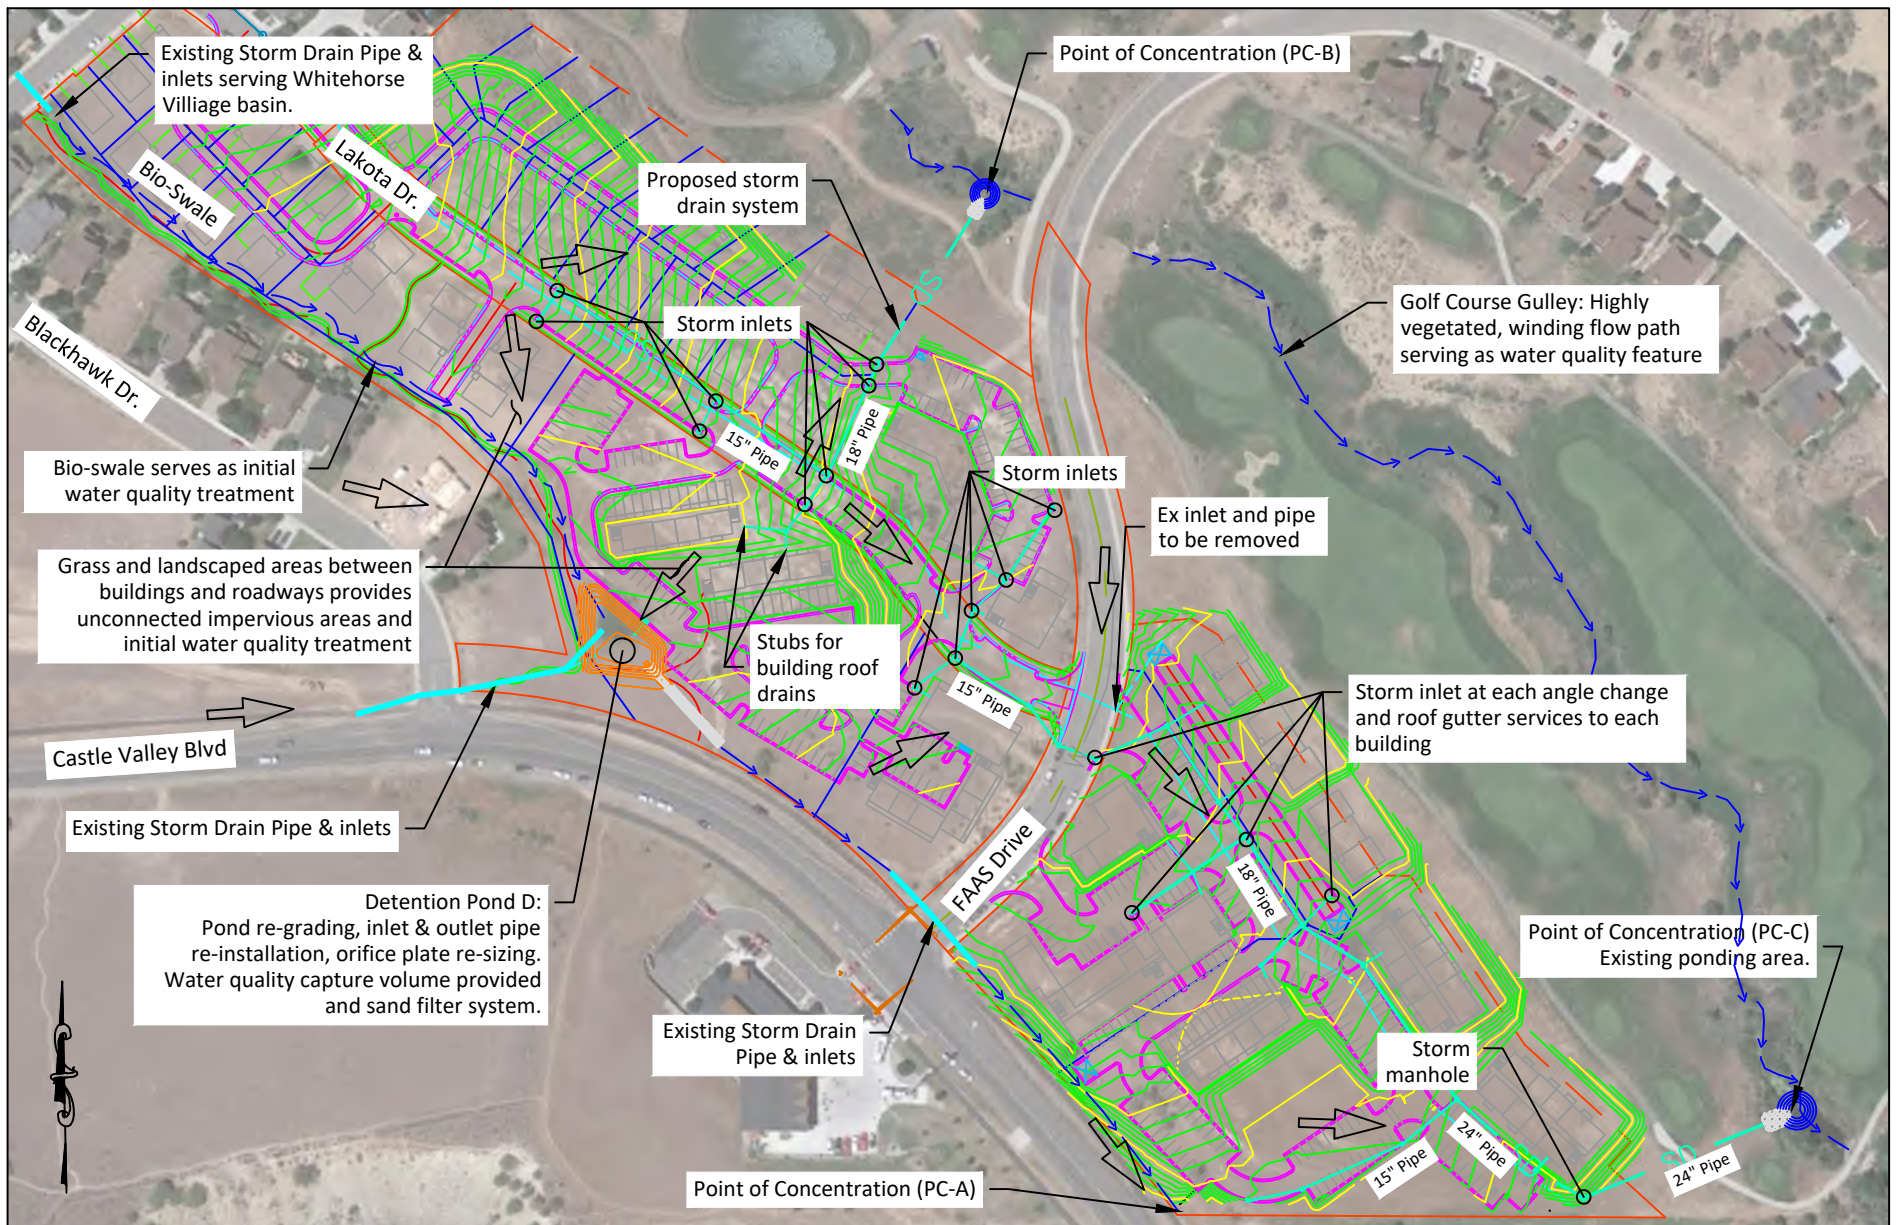 Existing Storm Drain Pipe &
inlets serving Whitehorse
Villiage basin.
Point of Concentration (PC-B)
Lakota Dr.
Bio-Swale
Proposed storm
drain system
SD
Golf Course Gulley: Highly
vegetated, winding flow path
serving as water quality feature
Storm inlets
Blackhawk Dr.
15" Pipe
18" Pipe
Bio-swale serves as initial
water quality treatment
Storm inlets
Ex inlet and pipe
to be removed
Grass and landscaped areas between
buildings and roadways provides
unconnected impervious areas and
initial water quality treatment
Stubs for
building roof
drains
15" Pipe
Storm inlet at each angle change
and roof gutter services to each
building
Castle Valley Blvd
Existing Storm Drain Pipe & inlets
FAAS Drive
18" Pipe
Detention Pond D:
Pond re-grading, inlet & outlet pipe
re-installation, orifice plate re-sizing.
Water quality capture volume provided
and sand filter system.
Point of Concentration (PC-C)
Existing ponding area.
Existing Storm Drain
Pipe & inlets
Storm
manhole
24" Pipe
15" Pipe
24" Pipe
SD
Point of Concentration (PC-A)